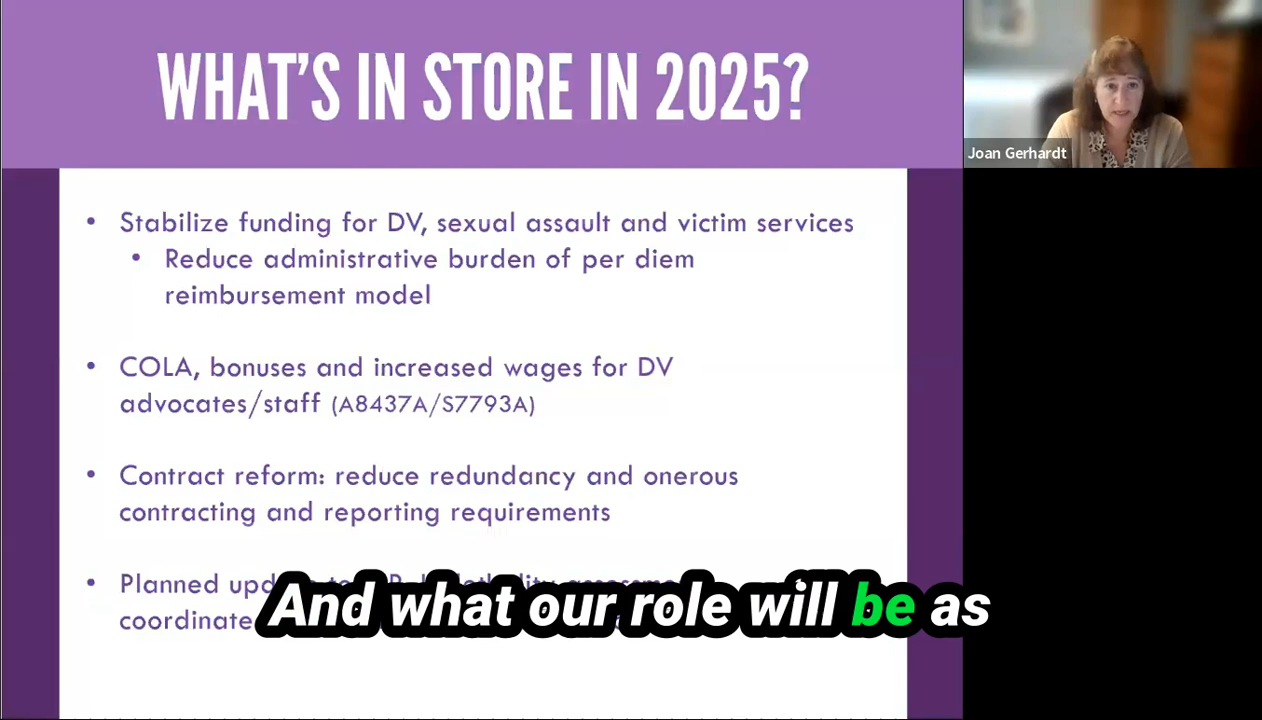 WHAT'S IN STORE IN 2025?
Joan Gerhardt
• Stabilize funding for DV, sexual assault and victim services
• Reduce administrative burden of per diem
reimbursement model
• COLA, bonuses and increased wages for DV
advocates/staff (A8437A/S7793A)
• Contract reform: reduce redundancy and onerous
contracting and reporting requirements
• Planned
And what our role will be as